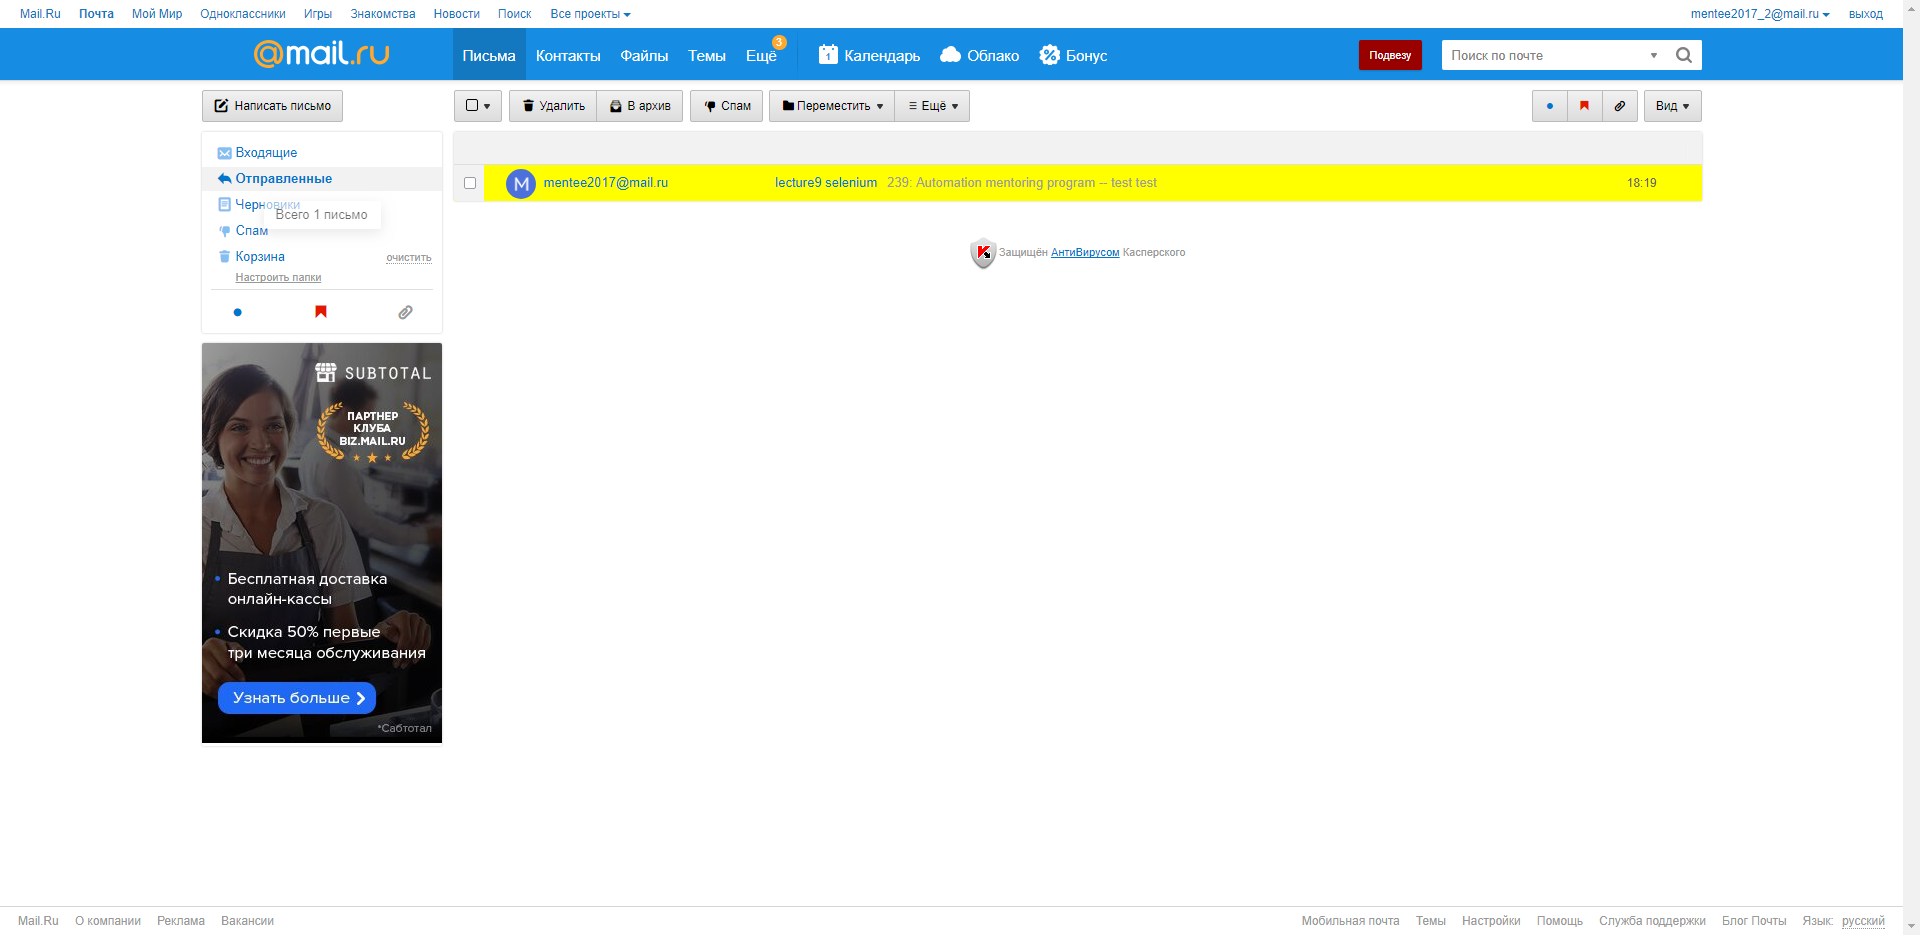 Mail.Ru Почта Мой Мир Одноклассники Игры Знакомства Новости Поиск Все проекты mentee2017_2@mail.ru выход
@mail.ru Письма Контакты Файлы Темы Ещё 3 1 Календарь Облако Бонус Подвезу Поиск по почте
Написать письмо Удалить В архив Спам Переместить Ещё Вид
Входящие
Отправленные
Черновики
Всего 1 письмо
Спам
Корзина очистить
Настроить папки
M mentee2017@mail.ru lecture9 selenium 239: Automation mentoring program -- test test 18:19
Защищён АнтиВирусом Касперского
SUBTOTAL
ПАРТНЕР
КЛУБА
BIZ.MAIL.RU
• Бесплатная доставка
онлайн-кассы
• Скидка 50% первые
три месяца обслуживания
Узнать больше
*Сабтотал
Mail.Ru О компании Реклама Вакансии Мобильная почта Темы Настройки Помощь Служба поддержки Блог Почты Язык: русский